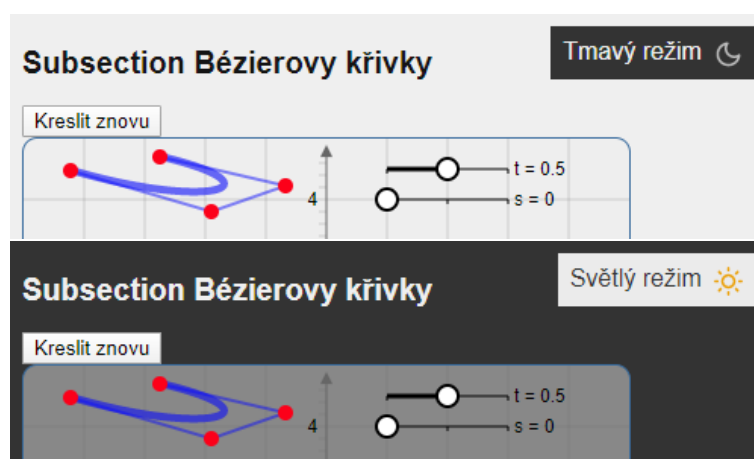 Subsection Bézierovy křivky
Tmavý režim
Kreslit znovu
t = 0.5
4
s = 0
Subsection Bézierovy křivky
Světlý režim
Kreslit znovu
t = 0.5
4
s = 0